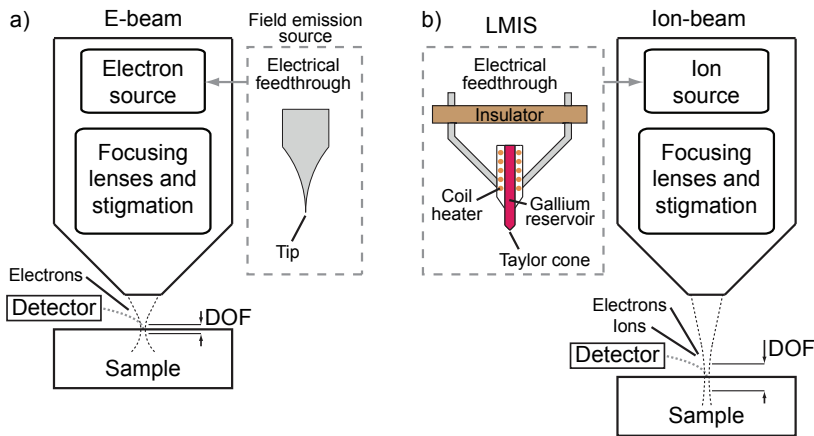 a)
E-beam
Electron
source
Focusing
lenses and
stigmation
Electrons
Detector
DOF
Sample
Field emission
source
Electrical
feedthrough
Tip
b)
LMIS
Electrical
feedthrough
Insulator
Coil
heater
Gallium
reservoir
Taylor cone
Ion-beam
Ion
source
Focusing
lenses and
stigmation
Electrons
Ions
Detector
DOF
Sample